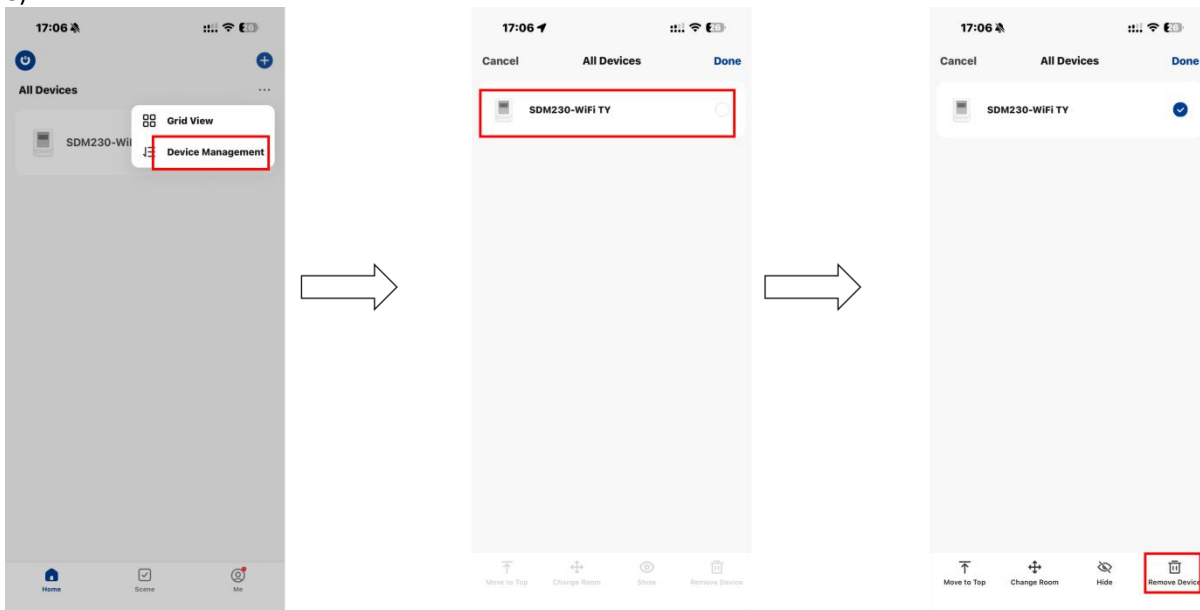 17:06
All Devices
...
Grid View
SDM230-Wi
Device Management
Home
Scene
Me
17:06
26
Cancel
All Devices
Done
SDM230-WiFi TY
Move to Top
Change Room
Show
Remove Device
17:06
26
Cancel
All Devices
Done
SDM230-WiFi TY
Move to Top
Change Room
Hide
Remove Device